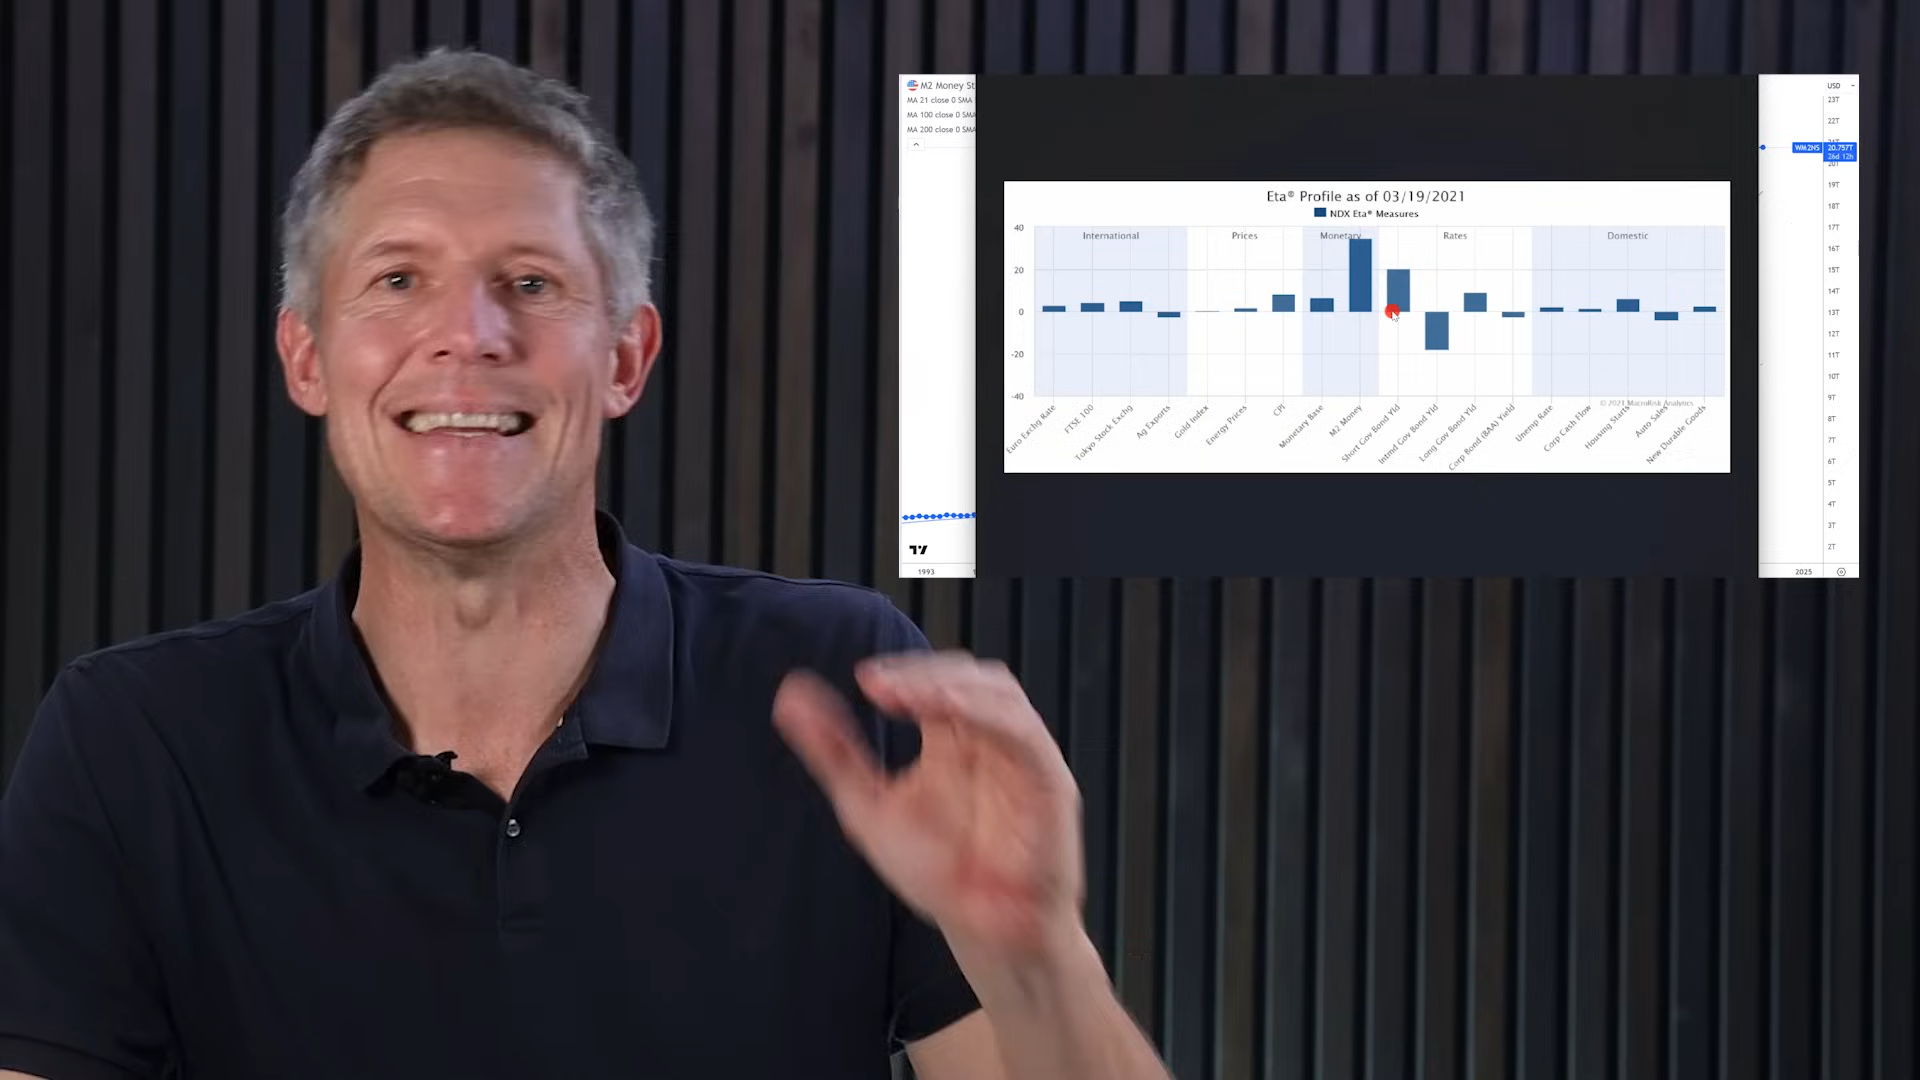 M2 Money St
MA 21 close 0 SMA
MA 100 close 0 SMA
MA 200 close 0 SMA
Eta® Profile as of 03/19/2021
NDX Eta® Measures
International
Prices
Monetary
Rates
Domestic
40
20
0
-20
-40
© 2021 MacroRisk Analytics
Euro Exchg Rate
FTSE 100
Tokyo Stock Exchg
Ag Exports
Gold Index
Energy Prices
CPI
Monetary Base
M2 Money
Short Gov Bond Yld
Intmd Gov Bond Yld
Long Gov Bond Yld
Corp Bond (BAA) Yield
Unemp Rate
Corp Cash Flow
Housing Starts
Auto Sales
New Durable Goods
1993
USD
23T
22T
WM2NS 20.757T
26d 12h
20T
19T
18T
17T
16T
15T
14T
13T
12T
11T
10T
9T
8T
7T
6T
5T
4T
3T
2T
2025